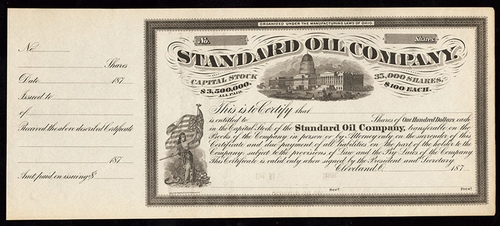 No.
Shares
Date 187
Issued to
of
Received the above described Certificate
187
And paid on issuing $
ORGANIZED UNDER THE MANUFACTURING LAWS OF OHIO.
No. Shares.
STANDARD OIL COMPANY.
CAPITAL STOCK 35,000 SHARES.
$3,500,000. $100 EACH.
ALL PAID.
This is to Certify that
is entitled to Shares of One Hundred Dollars each
in the Capital Stock of the Standard Oil Company, transferable on the
Books of the Company in person or by Attorney only on the surrender of this
Certificate and due payment of all liabilities on the part of the holder to the
Company, subject to the provisions of Law and the By Laws of the Company
This Certificate is valid only when signed by the President and Secretary.
Cleveland, O. 187